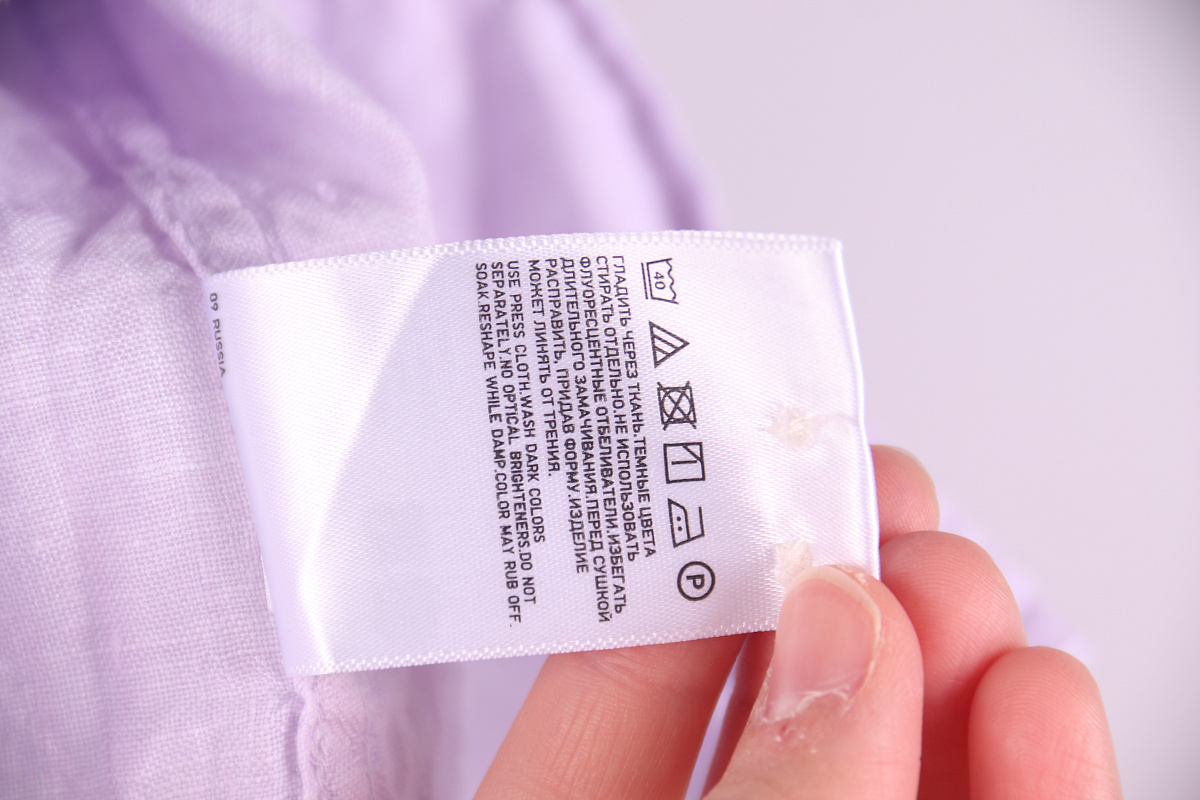 40
P
ГЛАДИТЬ ЧЕРЕЗ ТКАНЬ.ТЕМНЫЕ ЦВЕТА
СТИРАТЬ ОТДЕЛЬНО.НЕ ИСПОЛЬЗОВАТЬ
ФЛУОРЕСЦЕНТНЫЕ ОТБЕЛИВАТЕЛИ.ИЗБЕГАТЬ
ДЛИТЕЛЬНОГО ЗАМАЧИВАНИЯ.ПЕРЕД СУШКОЙ
РАСПРАВИТЬ, ПРИДАВ ФОРМУ.ИЗДЕЛИЕ
МОЖЕТ ЛИНЯТЬ ОТ ТРЕНИЯ.
USE PRESS CLOTH.WASH DARK COLORS
SEPARATELY.NO OPTICAL BRIGHTENERS.DO NOT
SOAK.RESHAPE WHILE DAMP.COLOR MAY RUB OFF.
09 RUSSIA